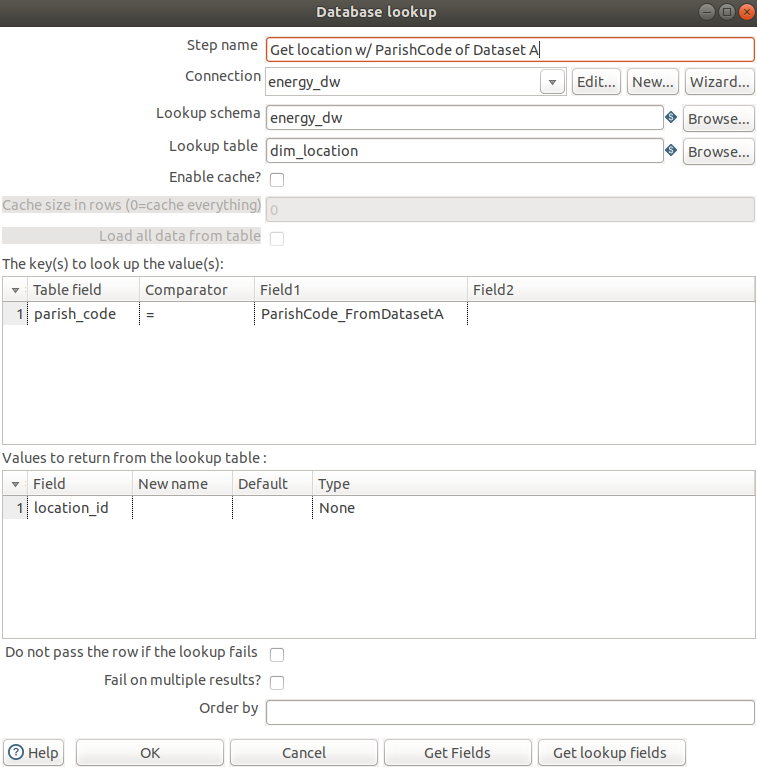 Database lookup
Step name Get location w/ ParishCode of Dataset A
Connection energy_dw Edit... New... Wizard...
Lookup schema energy_dw Browse...
Lookup table dim_location Browse...
Enable cache?
Cache size in rows (0=cache everything) 0
Load all data from table
The key(s) to look up the value(s):
Table field Comparator Field1 Field2
1 parish_code = ParishCode_FromDatasetA
Values to return from the lookup table :
Field New name Default Type
1 location_id None
Do not pass the row if the lookup fails
Fail on multiple results?
Order by
Help OK Cancel Get Fields Get lookup fields